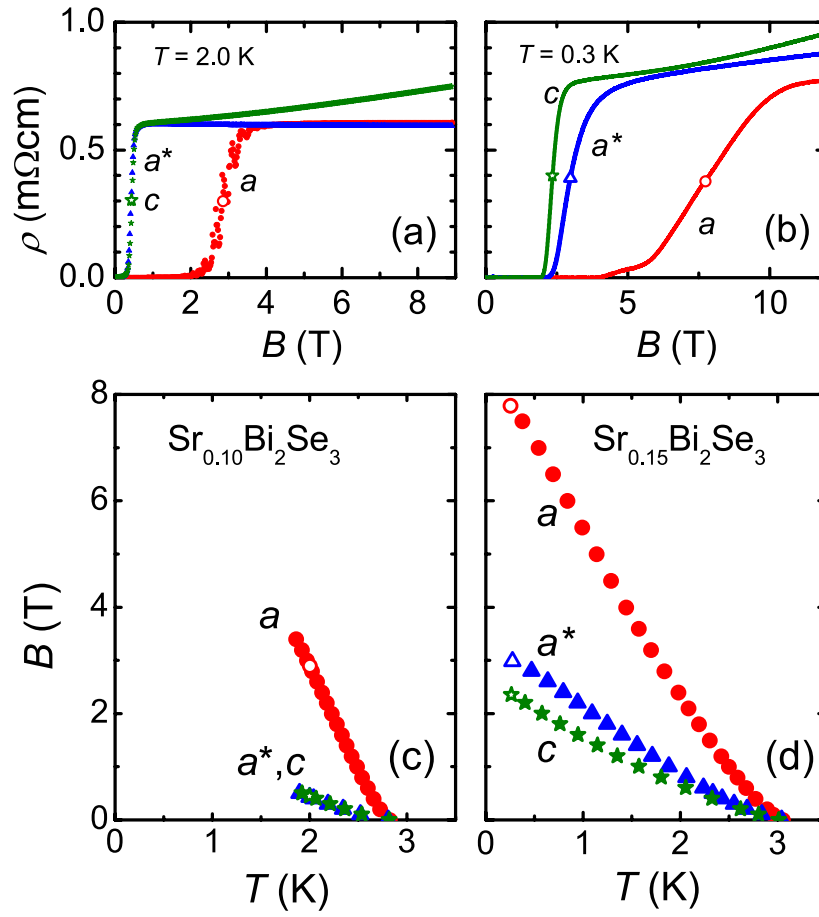 1.0
0.5
0.0
ρ (mΩcm)
T = 2.0 K
a*
c
a
(a)
0 2 4 6 8
B (T)
T = 0.3 K
c
a*
a
(b)
0 5 10
B (T)
8
6
4
2
0
B (T)
Sr0.10Bi2Se3
a
a*,c
(c)
0 1 2 3
T (K)
Sr0.15Bi2Se3
a
a*
c
(d)
0 1 2 3
T (K)